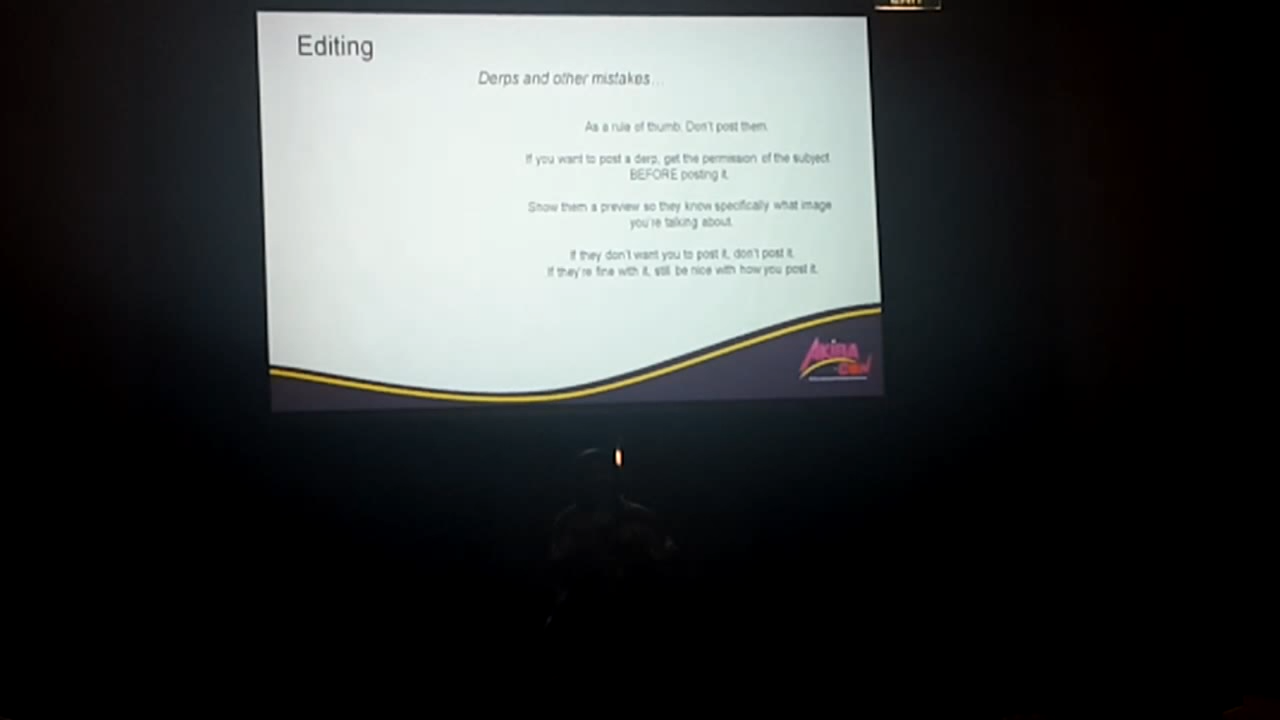 Editing
Derps and other mistakes...
As a rule of thumb: Don't post them.
If you want to post a derp, get the permission of the subject
BEFORE posting it.
Show them a preview so they know specifically what image
you're talking about.
If they don't want you to post it, don't post it.
If they're fine with it, still be nice with how you post it.
AKIRA
CON